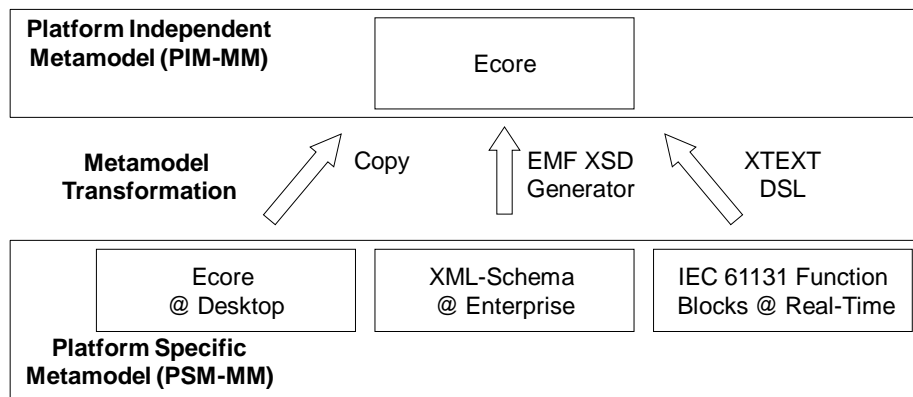 Platform Independent
Metamodel (PIM-MM)
Ecore
Metamodel
Transformation
Copy
EMF XSD
Generator
XTEXT
DSL
Ecore
@ Desktop
XML-Schema
@ Enterprise
IEC 61131 Function
Blocks @ Real-Time
Platform Specific
Metamodel (PSM-MM)